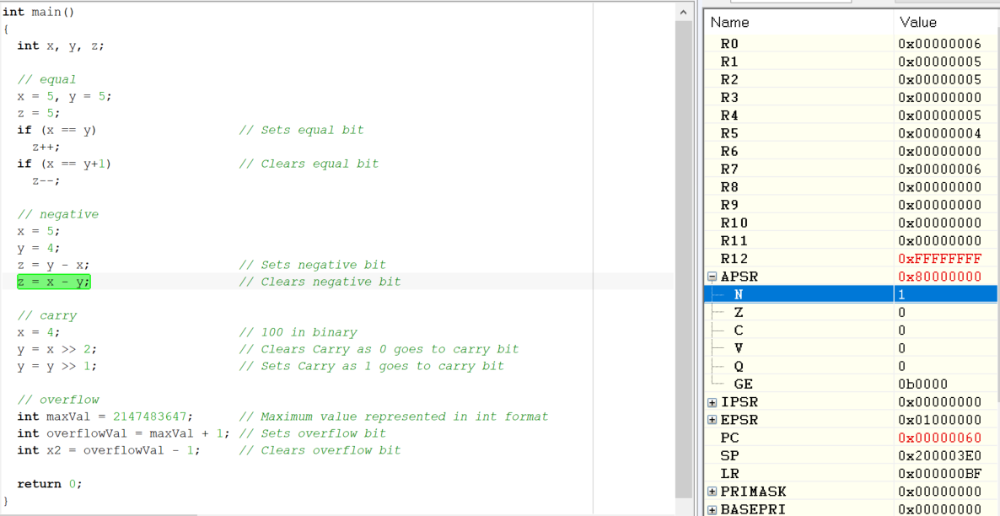 int main()
{
int x, y, z;
// equal
x = 5, y = 5;
z = 5;
if (x == y) // Sets equal bit
z++;
if (x == y+1) // Clears equal bit
z--;
// negative
x = 5;
y = 4;
z = y - x; // Sets negative bit
z = x - y; // Clears negative bit
// carry
x = 4; // 100 in binary
y = x >> 2; // Clears Carry as 0 goes to carry bit
y = y >> 1; // Sets Carry as 1 goes to carry bit
// overflow
int maxVal = 2147483647; // Maximum value represented in int format
int overflowVal = maxVal + 1; // Sets overflow bit
int x2 = overflowVal - 1; // Clears overflow bit
return 0;
}
Name Value
R0 0x00000006
R1 0x00000005
R2 0x00000005
R3 0x00000000
R4 0x00000005
R5 0x00000004
R6 0x00000000
R7 0x00000006
R8 0x00000000
R9 0x00000000
R10 0x00000000
R11 0x00000000
R12 0xFFFFFFFF
APSR 0x80000000
N 1
Z 0
C 0
V 0
Q 0
GE 0b0000
IPSR 0x00000000
EPSR 0x01000000
PC 0x00000060
SP 0x200003E0
LR 0x000000BF
PRIMASK 0x00000000
BASEPRI 0x00000000